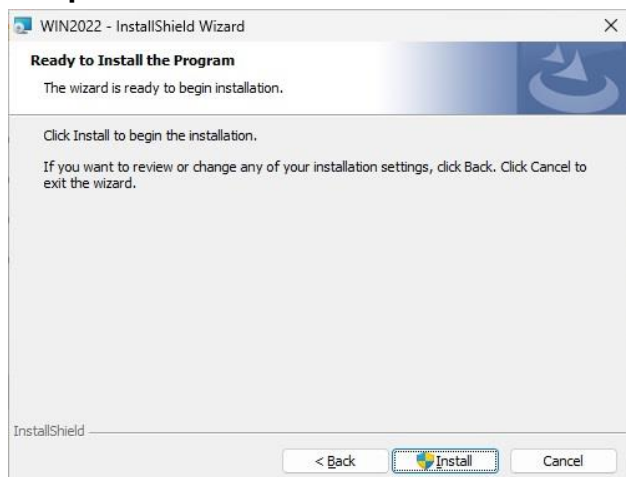 WIN2022 - InstallShield Wizard
Ready to Install the Program
The wizard is ready to begin installation.
Click Install to begin the installation.
If you want to review or change any of your installation settings, click Back. Click Cancel to
exit the wizard.
InstallShield
< Back Install Cancel